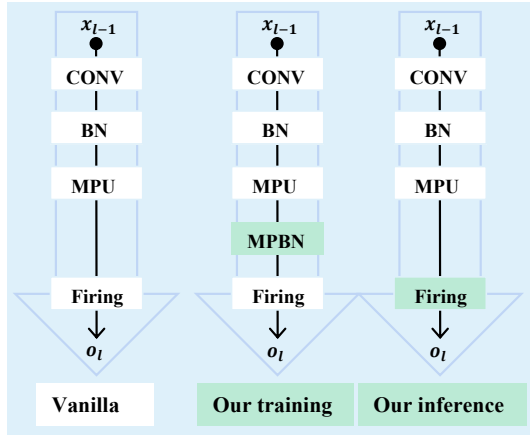 x_{l-1}
CONV
BN
MPU
Firing
o_l
Vanilla
x_{l-1}
CONV
BN
MPU
MPBN
Firing
o_l
Our training
x_{l-1}
CONV
BN
MPU
Firing
o_l
Our inference